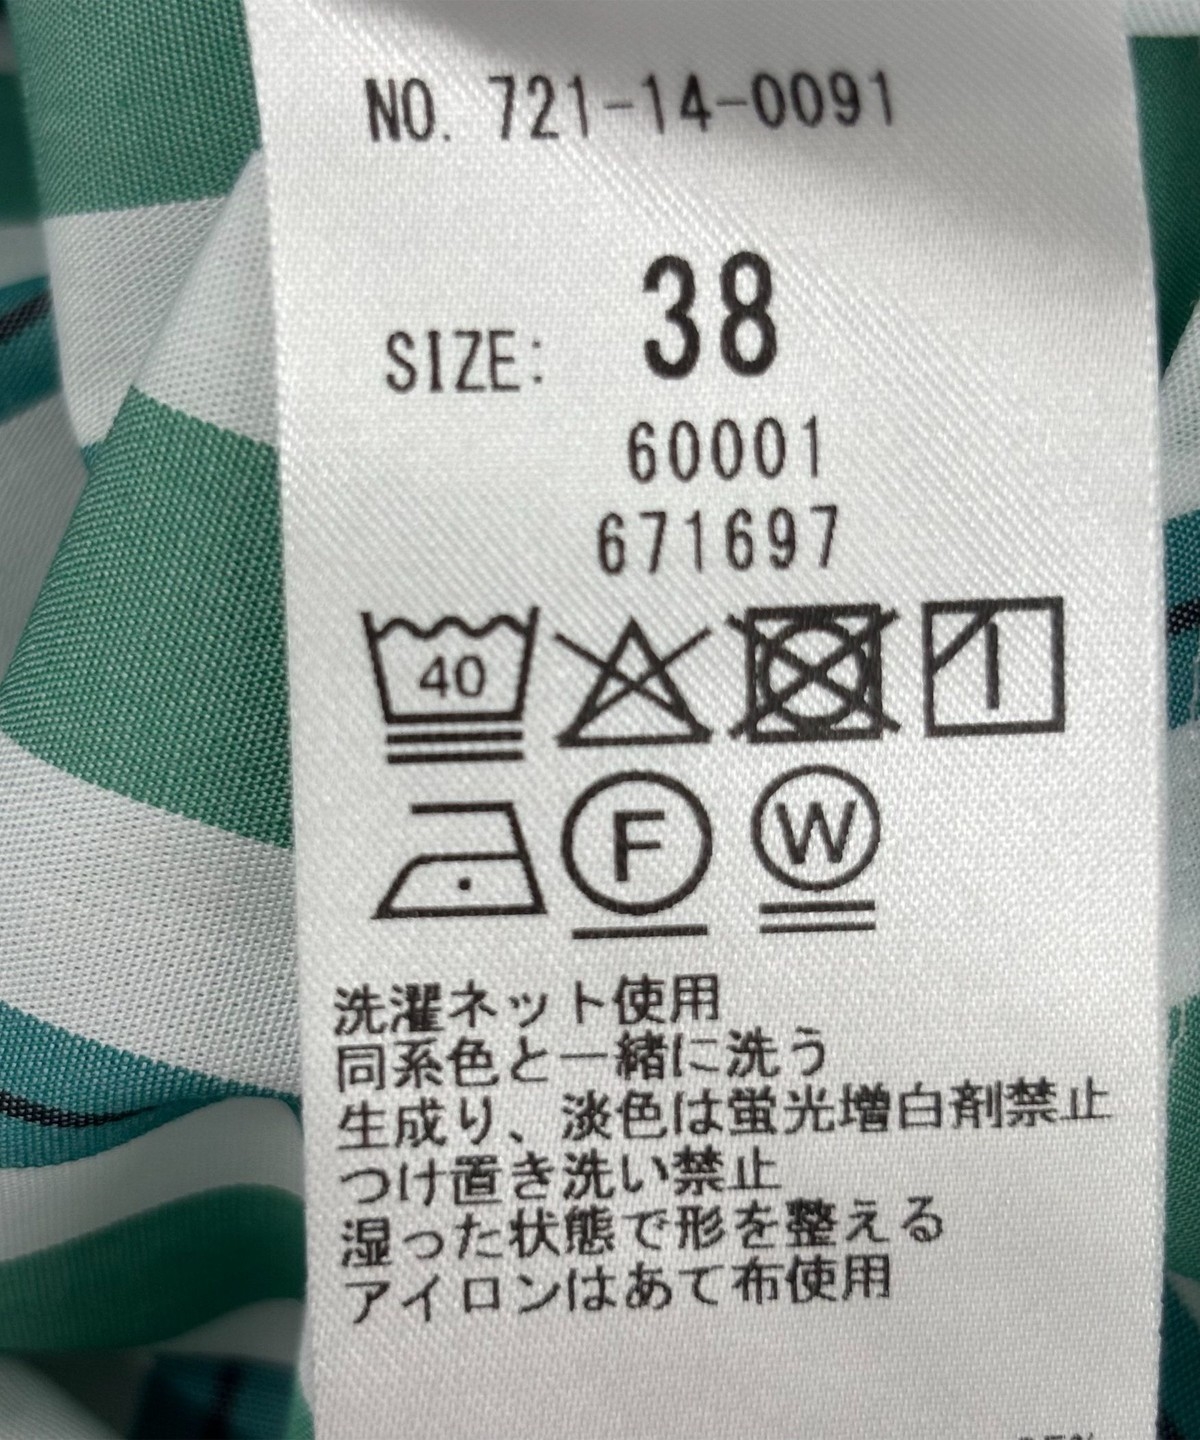 NO. 721-14-0091
SIZE: 38
60001
671697
40
F W
洗濯ネット使用
同系色と一緒に洗う
生成り、淡色は蛍光増白剤禁止
つけ置き洗い禁止
湿った状態で形を整える
アイロンはあて布使用